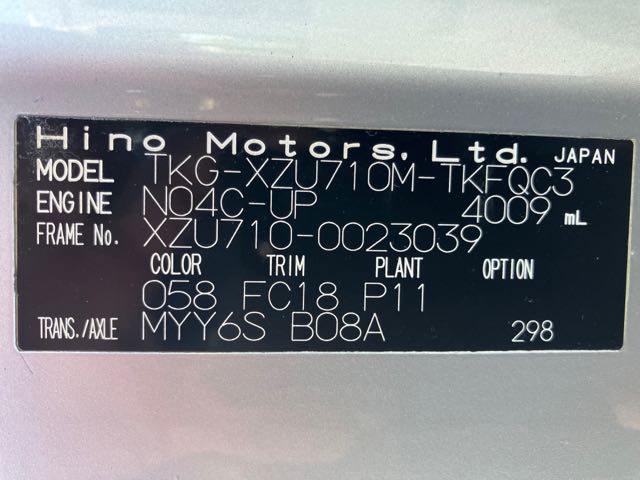 Hino Motors, Ltd. JAPAN
MODEL TKG-XZU710M-TKFQC3
ENGINE N04C-UP 4009 mL
FRAME No. XZU710-0023039
COLOR TRIM PLANT OPTION
058 FC18 P11
TRANS./AXLE MYY6S B08A 298